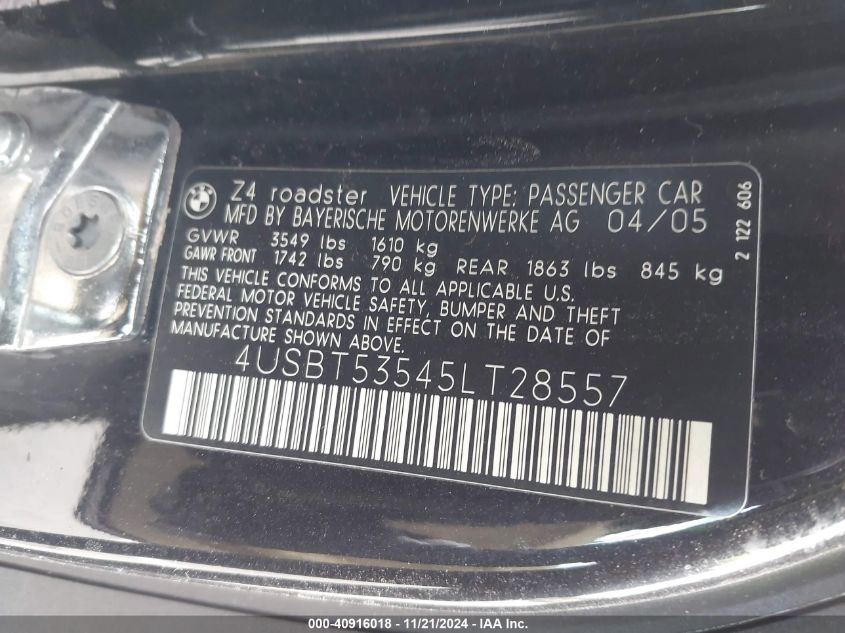 Z4 roadster VEHICLE TYPE: PASSENGER CAR
MFD BY BAYERISCHE MOTORENWERKE AG 04/05
GVWR 3549 lbs 1610 kg
GAWR FRONT 1742 lbs 790 kg REAR 1863 lbs 845 kg
THIS VEHICLE CONFORMS TO ALL APPLICABLE U.S.
FEDERAL MOTOR VEHICLE SAFETY, BUMPER AND THEFT
PREVENTION STANDARDS IN EFFECT ON THE DATE OF
MANUFACTURE SHOWN ABOVE.
4USBT53545LT28557
2 122 606
000-40916018 - 11/21/2024 - IAAI - Copart Inc.